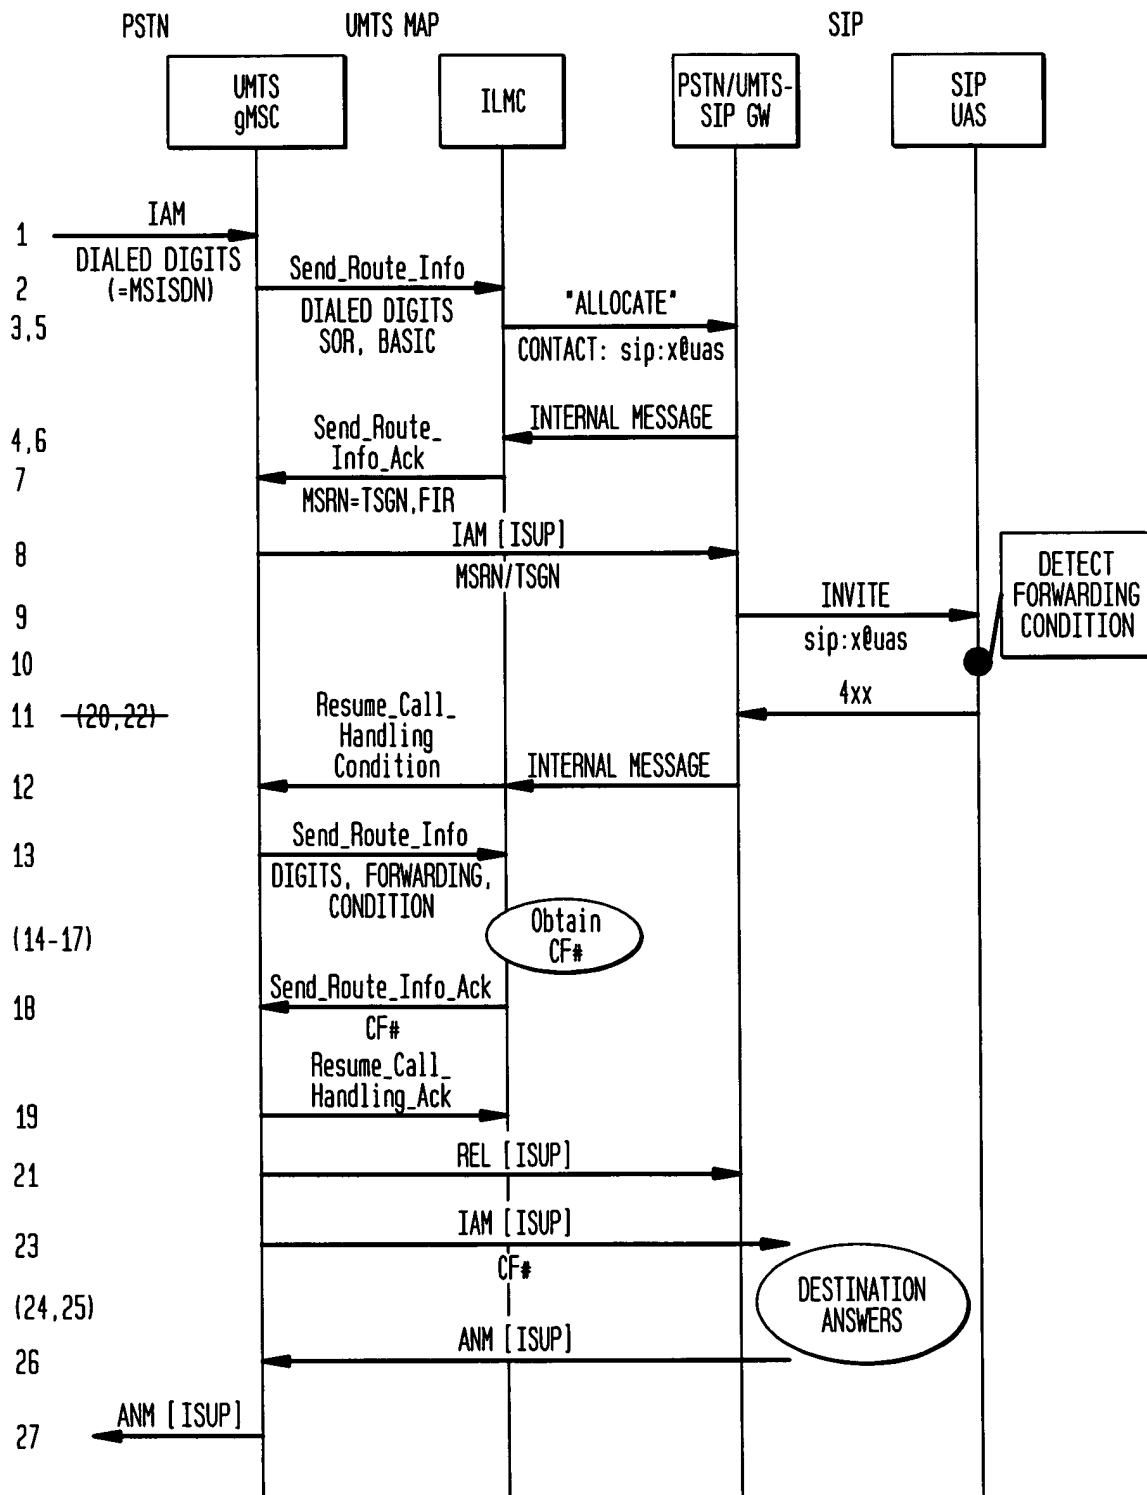 PSTN
UMTS MAP
SIP
UMTS
gMSC
ILMC
PSTN/UMTS-
SIP GW
SIP
UAS
1
IAM
DIALED DIGITS
(=MSISDN)
2
Send_Route_Info
DIALED DIGITS
SOR, BASIC
3,5
"ALLOCATE"
CONTACT: sip:x@uas
4,6
INTERNAL MESSAGE
Send_Route_
Info_Ack
7
MSRN=TSGN,FIR
8
IAM [ISUP]
MSRN/TSGN
DETECT
FORWARDING
CONDITION
9
INVITE
sip:x@uas
10
11
(20,22)
4xx
Resume_Call_
Handling
Condition
INTERNAL MESSAGE
12
13
Send_Route_Info
DIGITS, FORWARDING,
CONDITION
(14-17)
Obtain
CF#
18
Send_Route_Info_Ack
CF#
Resume_Call_
Handling_Ack
19
REL [ISUP]
21
IAM [ISUP]
23
CF#
(24,25)
DESTINATION
ANSWERS
ANM [ISUP]
26
ANM [ISUP]
27